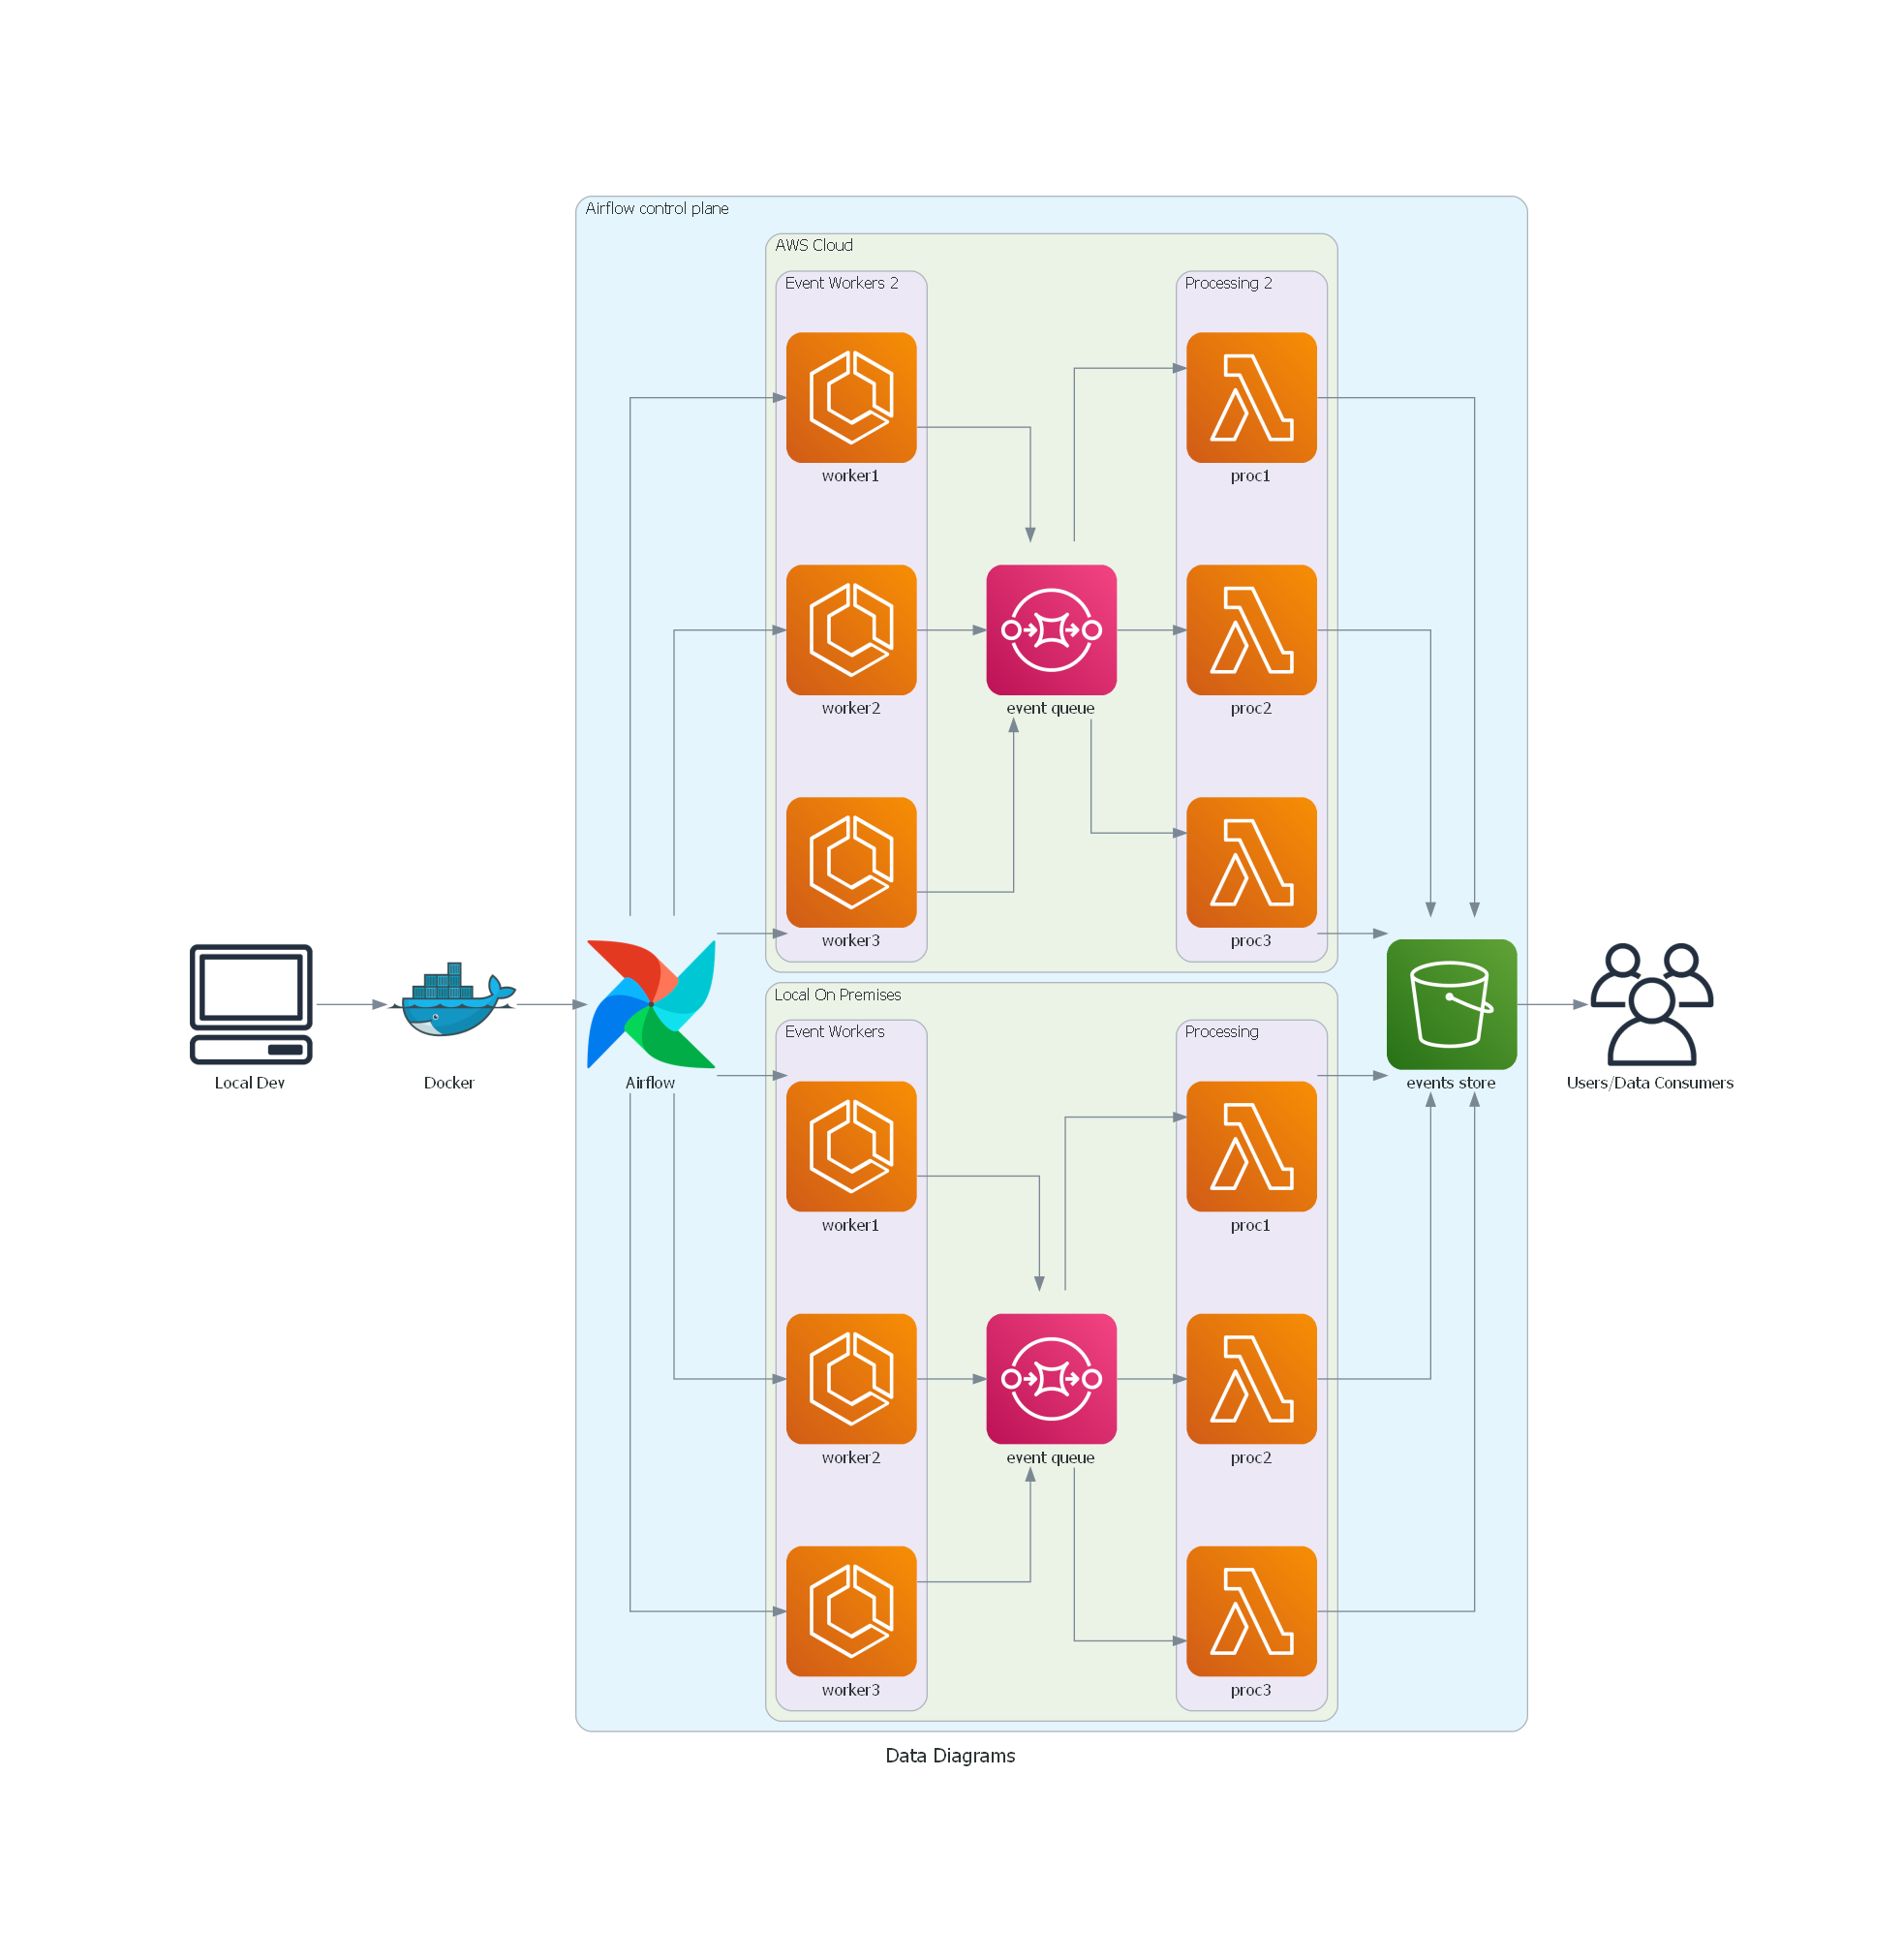 Airflow control plane
AWS Cloud
Event Workers 2
Processing 2
worker1
proc1
worker2
event queue
proc2
worker3
proc3
Local Dev
Docker
Airflow
Local On Premises
Event Workers
Processing
events store
Users/Data Consumers
worker1
proc1
worker2
event queue
proc2
worker3
proc3
Data Diagrams